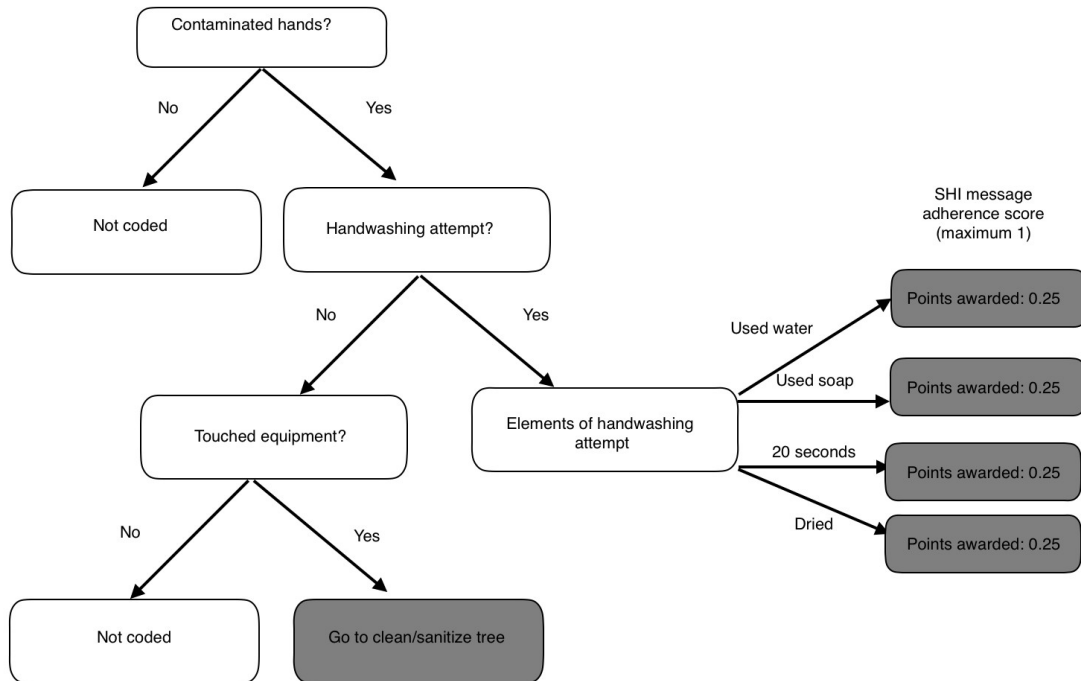 Contaminated hands?
No
Yes
Not coded
Handwashing attempt?
SHI message
adherence score
(maximum 1)
No
Yes
Used water
Points awarded: 0.25
Used soap
Points awarded: 0.25
Touched equipment?
Elements of handwashing
attempt
20 seconds
Points awarded: 0.25
Dried
Points awarded: 0.25
No
Yes
Not coded
Go to clean/sanitize tree